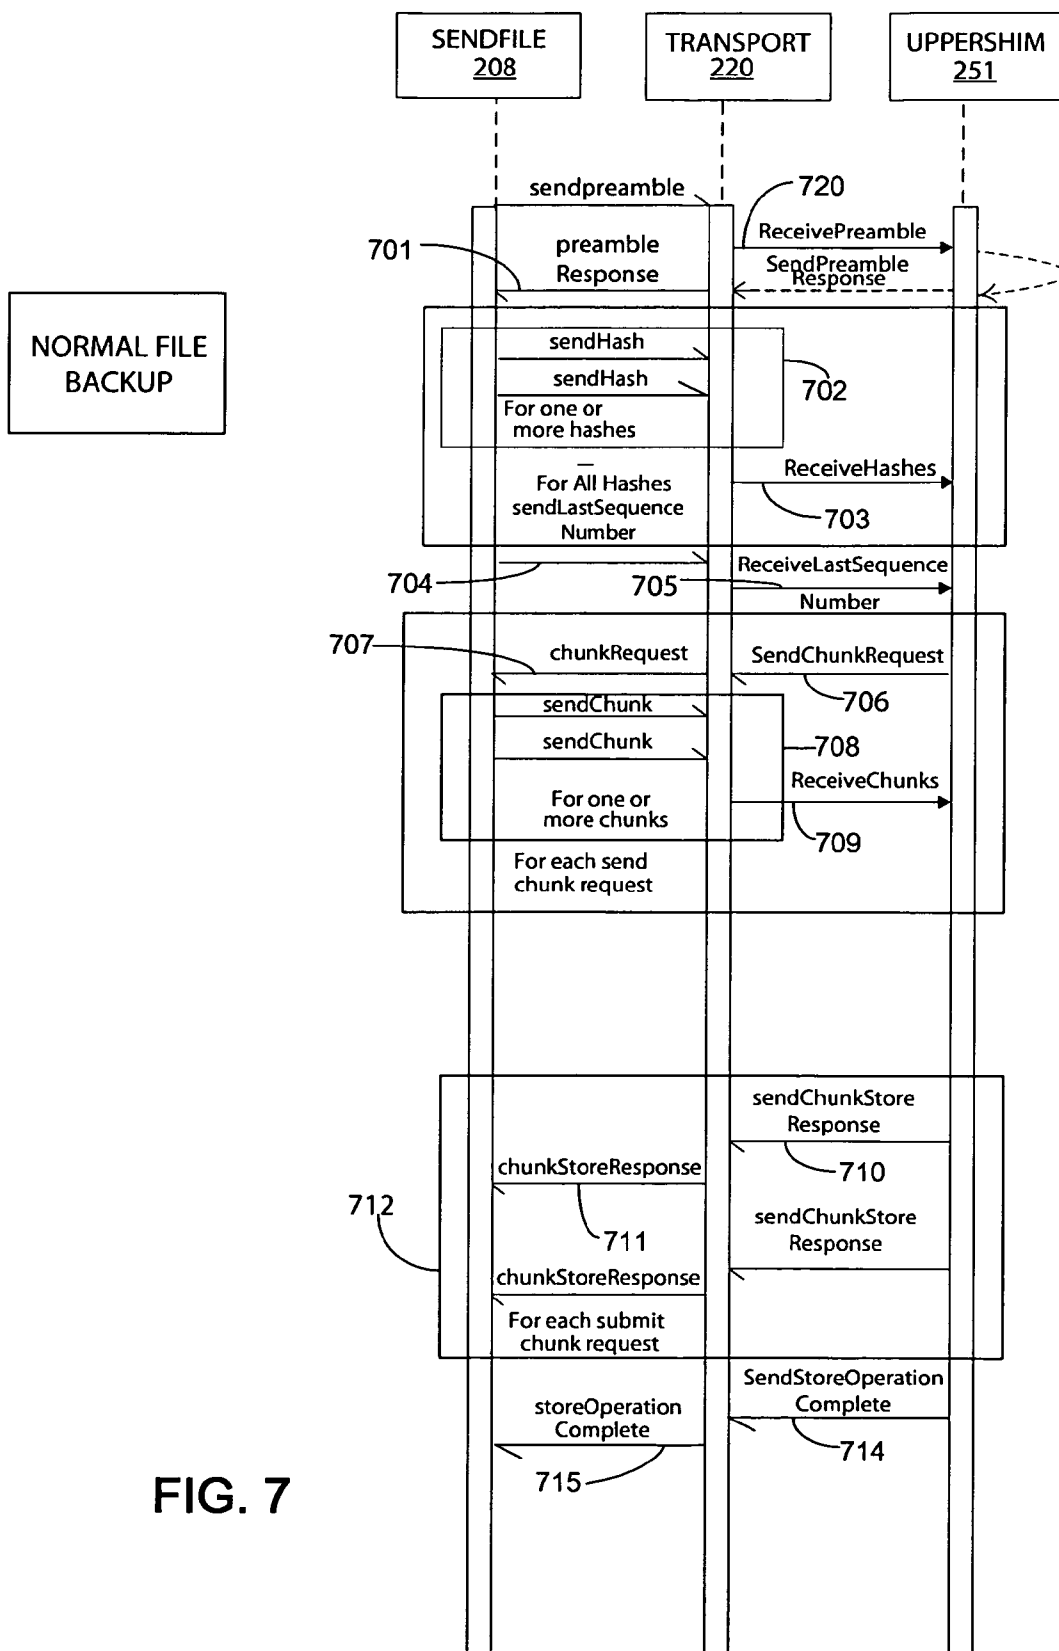 SENDFILE
208
TRANSPORT
220
UPPERSHIM
251
sendpreamble
720
ReceivePreamble
701
preamble
Response
SendPreamble
Response
NORMAL FILE
BACKUP
sendHash
sendHash
702
For one or
more hashes
ReceiveHashes
703
For All Hashes
sendLastSequence
Number
704
ReceiveLastSequence
705
Number
707
chunkRequest
SendChunkRequest
706
sendChunk
sendChunk
708
ReceiveChunks
For one or
more chunks
709
For each send
chunk request
sendChunkStore
Response
710
chunkStoreResponse
711
712
sendChunkStore
Response
chunkStoreResponse
For each submit
chunk request
SendStoreOperation
Complete
714
storeOperation
Complete
715
FIG. 7